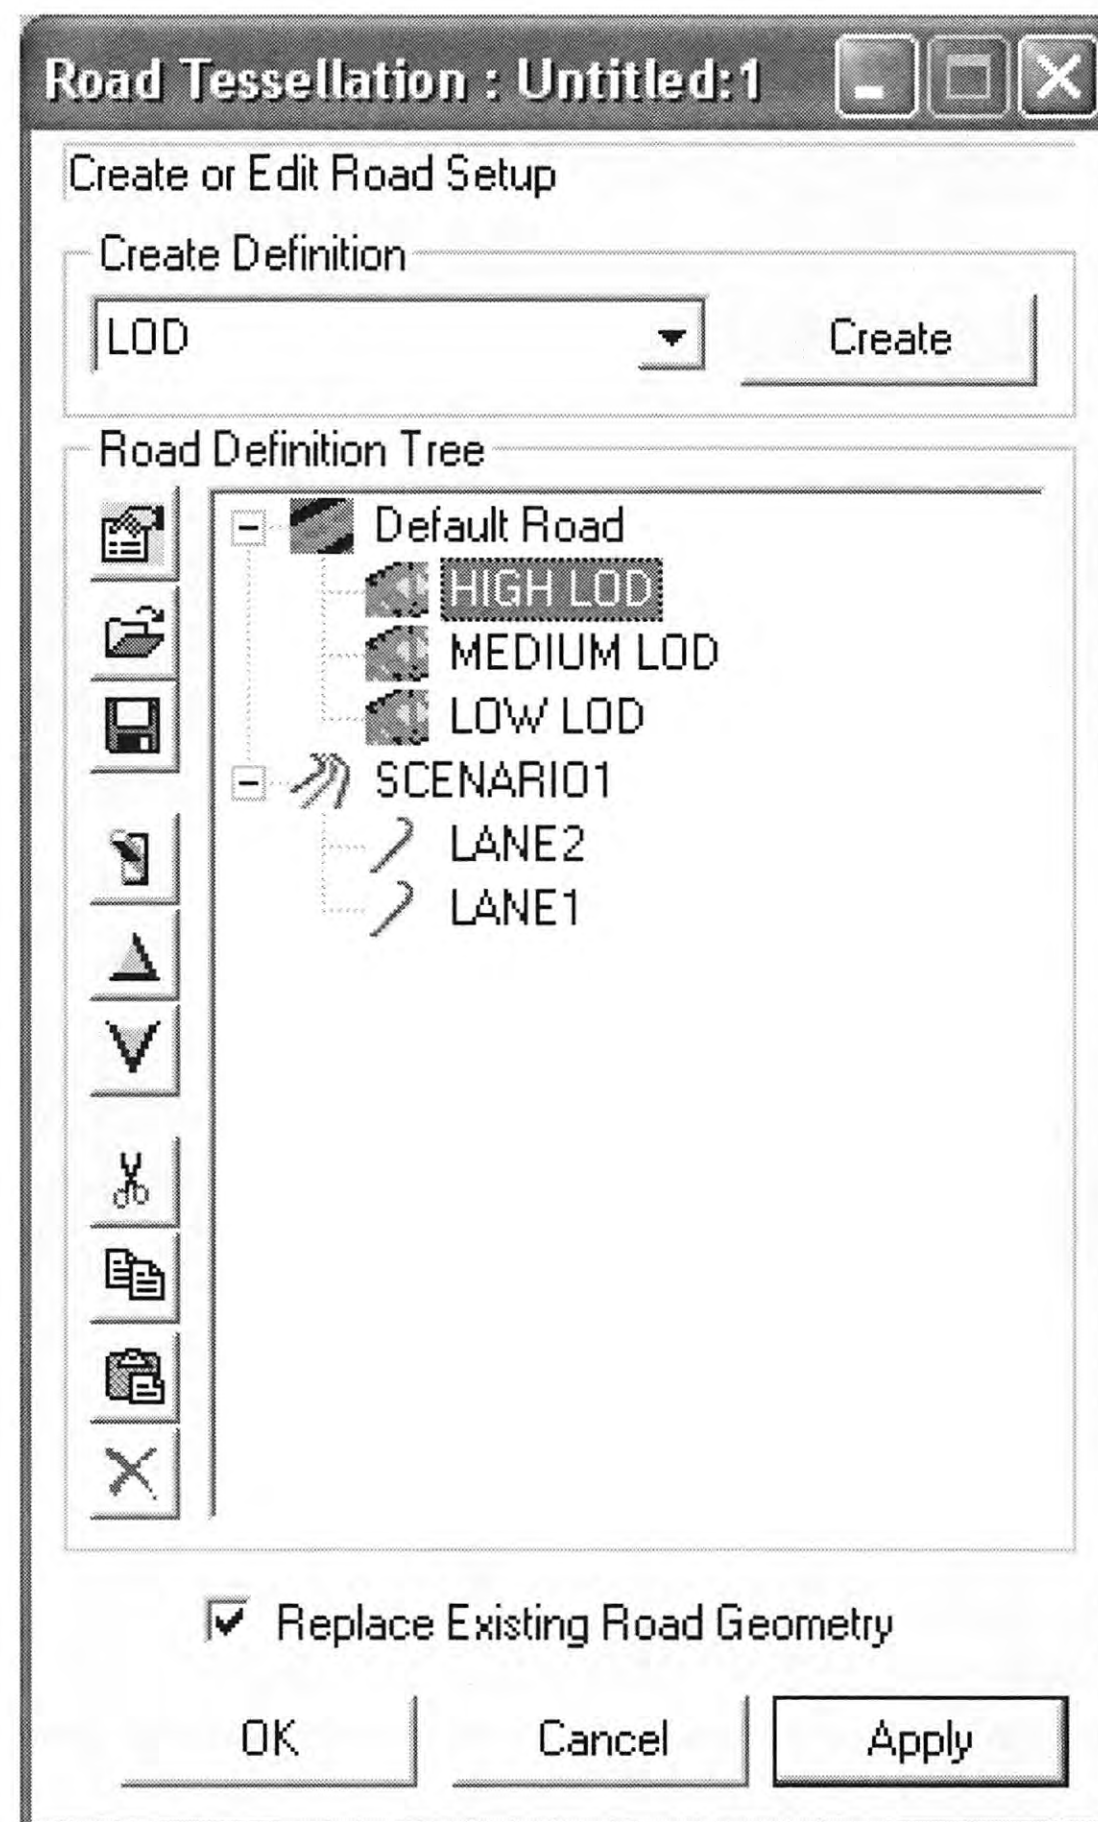 Road Tessellation : Untitled:1
Create or Edit Road Setup
Create Definition
LOD
Create
Road Definition Tree
Default Road
HIGH LOD
MEDIUM LOD
LOW LOD
SCENARIO1
LANE2
LANE1
Replace Existing Road Geometry
OK Cancel Apply